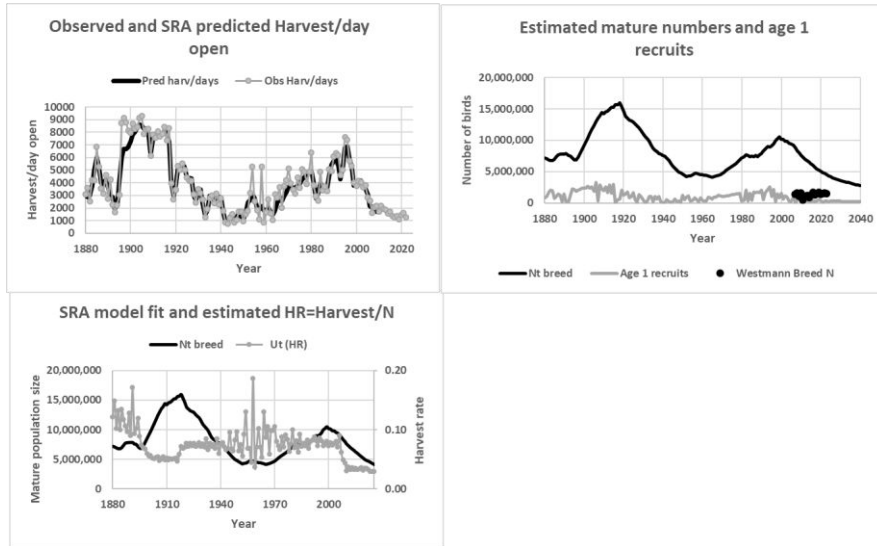 Observed and SRA predicted Harvest/day
open
Pred harv/days Obs Harv/days
Harvest/day open
10000
9000
8000
7000
6000
5000
4000
3000
2000
1000
0
1880 1900 1920 1940 1960 1980 2000 2020
Year
Estimated mature numbers and age 1
recruits
Number of birds
20,000,000
15,000,000
10,000,000
5,000,000
0
1880 1900 1920 1940 1960 1980 2000 2020 2040
Year
Nt breed Age 1 recruits Westmann Breed N
SRA model fit and estimated HR=Harvest/N
Nt breed Ut (HR)
Mature population size
20,000,000
15,000,000
10,000,000
5,000,000
0
0.20
0.10
0.00
Harvest rate
1880 1910 1940 1970 2000
Year